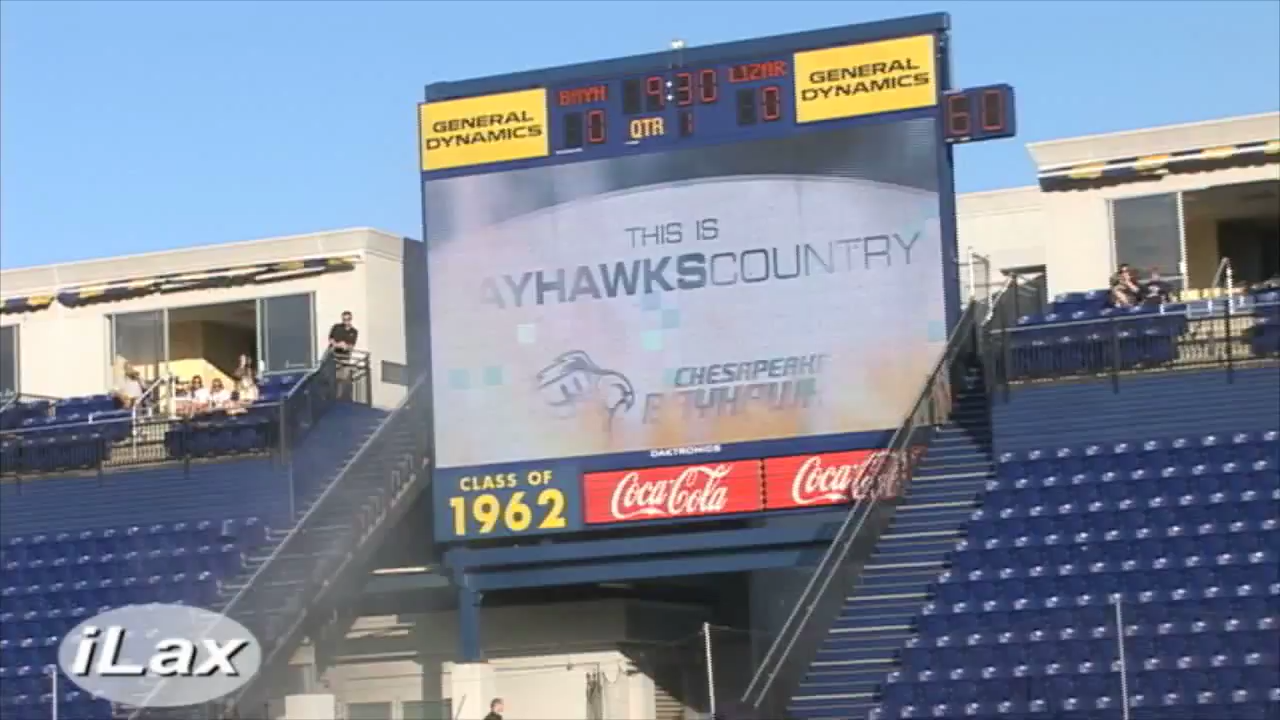 GENERAL DYNAMICS
BAYH 9:30 LIZAR
0 QTR 1 0
GENERAL DYNAMICS
60
THIS IS
AYHAWKSCOUNTRY
CHESAPEAKE
BAYHAWK
DAKTRONICS
CLASS OF
1962
Coca-Cola
Coca-Cola
iLax